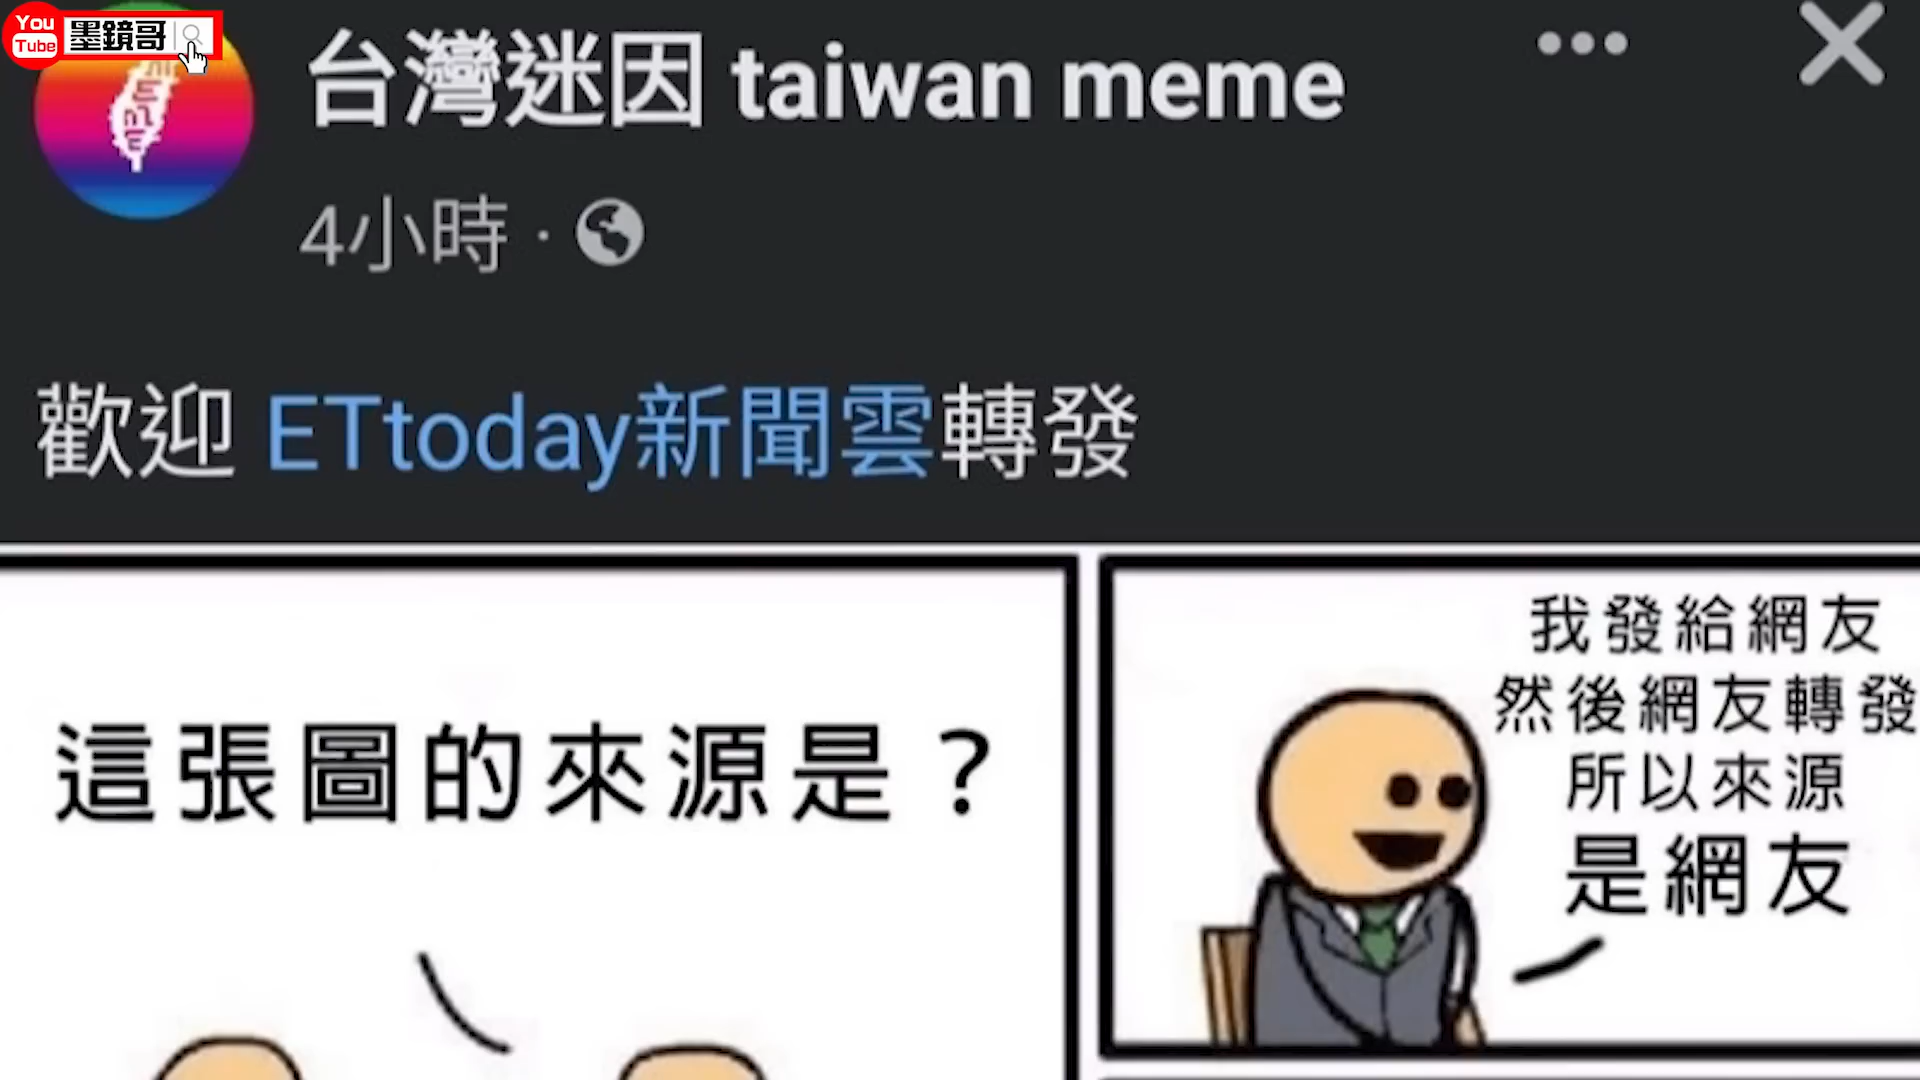 You
Tube
墨鏡哥
台灣迷因 taiwan meme
4小時 ·
歡迎 ETtoday新聞雲轉發
這張圖的來源是？
我發給網友
然後網友轉發
所以來源
是網友